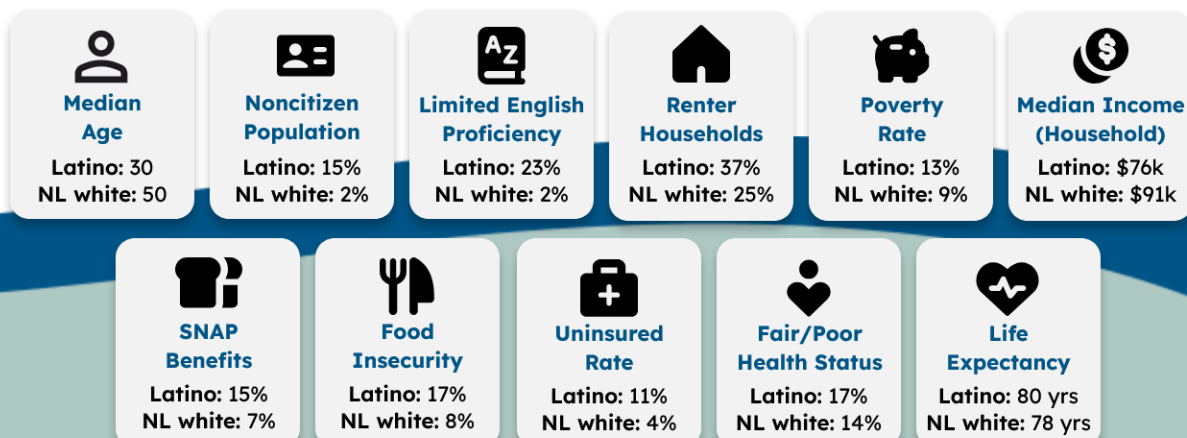 Median
Age
Latino: 30
NL white: 50
Noncitizen
Population
Latino: 15%
NL white: 2%
AZ
Limited English
Proficiency
Latino: 23%
NL white: 2%
Renter
Households
Latino: 37%
NL white: 25%
Poverty
Rate
Latino: 13%
NL white: 9%
$
Median Income
(Household)
Latino: $76k
NL white: $91k
SNAP
Benefits
Latino: 15%
NL white: 7%
Food
Insecurity
Latino: 17%
NL white: 8%
Uninsured
Rate
Latino: 11%
NL white: 4%
Fair/Poor
Health Status
Latino: 17%
NL white: 14%
Life
Expectancy
Latino: 80 yrs
NL white: 78 yrs